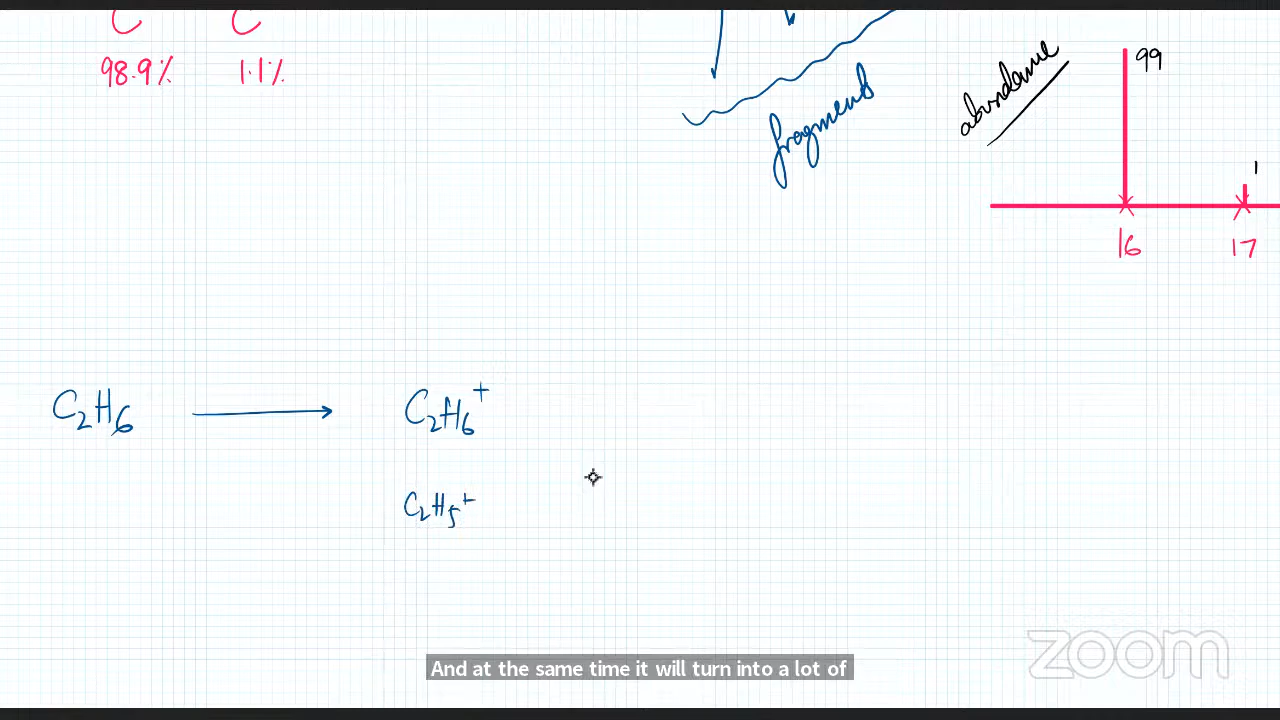 C C
98.9% 1.1%
fragment
abundance
99
1
16 17
C₂H₆ → C₂H₆⁺
C₂H₅⁺
zoom
And at the same time it will turn into a lot of